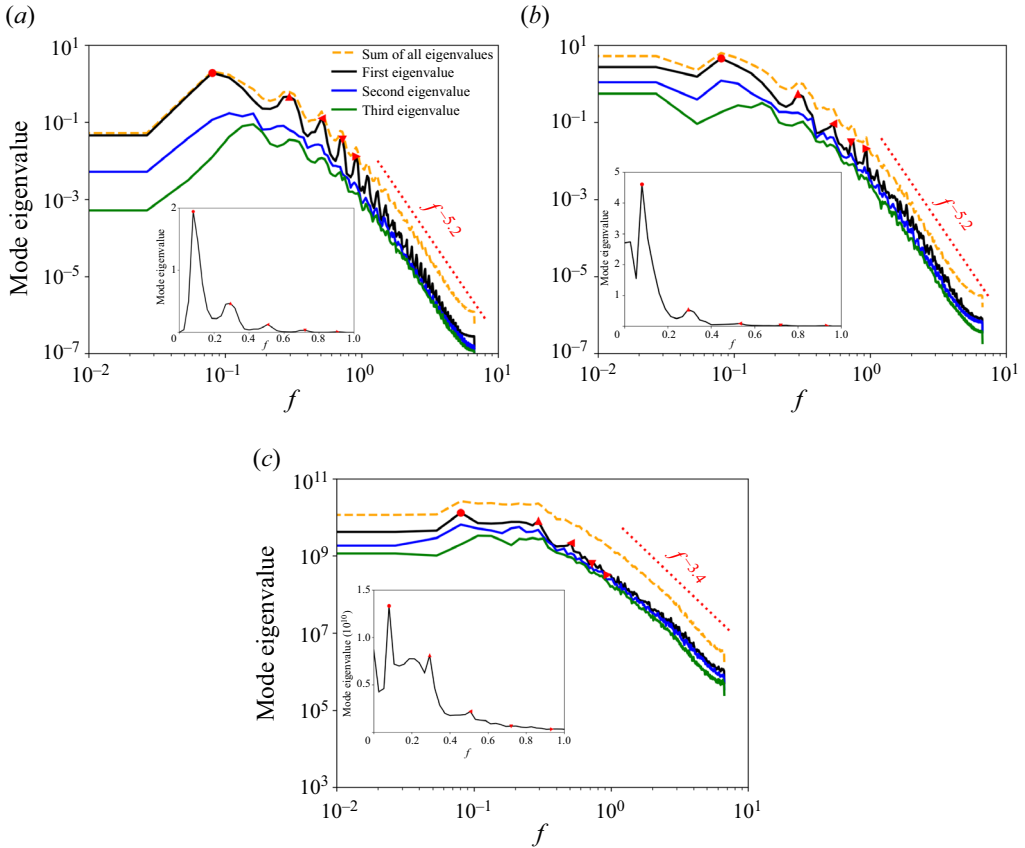 (a)
10^1
10^−1
10^−3
10^−5
10^−7
Mode eigenvalue
Sum of all eigenvalues
First eigenvalue
Second eigenvalue
Third eigenvalue
f^−5.2
2
1
Mode eigenvalue
0.2 0.4 0.6 0.8 1.0
f
10^−2 10^−1 10^0 10^1
f
(b)
10^1
10^−1
10^−3
10^−5
10^−7
f^−5.2
5
4
3
2
1
Mode eigenvalue
0 0.2 0.4 0.6 0.8 1.0
f
10^−2 10^−1 10^0 10^1
f
(c)
10^11
10^9
10^7
10^5
10^3
Mode eigenvalue
f^−3.4
1.5
1.0
0.5
Mode eigenvalue (10^10)
0 0.2 0.4 0.6 0.8 1.0
f
10^−2 10^−1 10^0 10^1
f